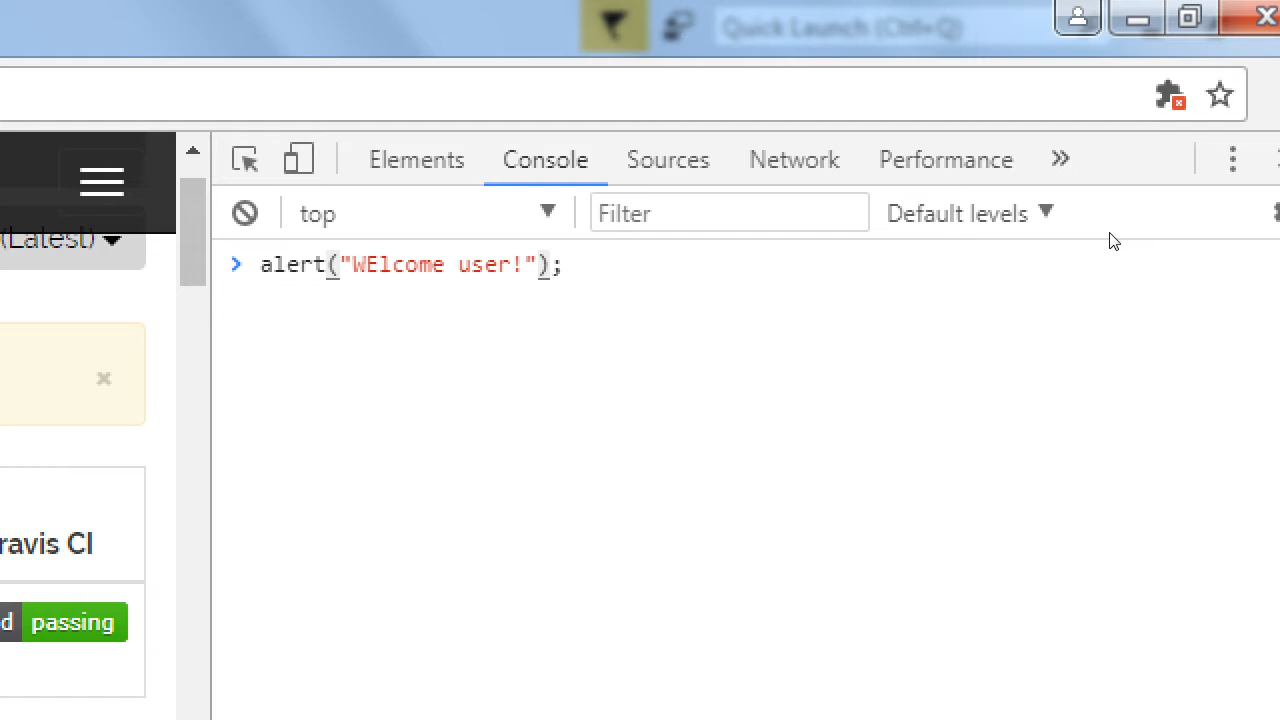 Quick Launch (Ctrl+Q)
Elements Console Sources Network Performance »
top Filter Default levels
(Latest)
> alert("WElcome user!");
×
ravis CI
d passing